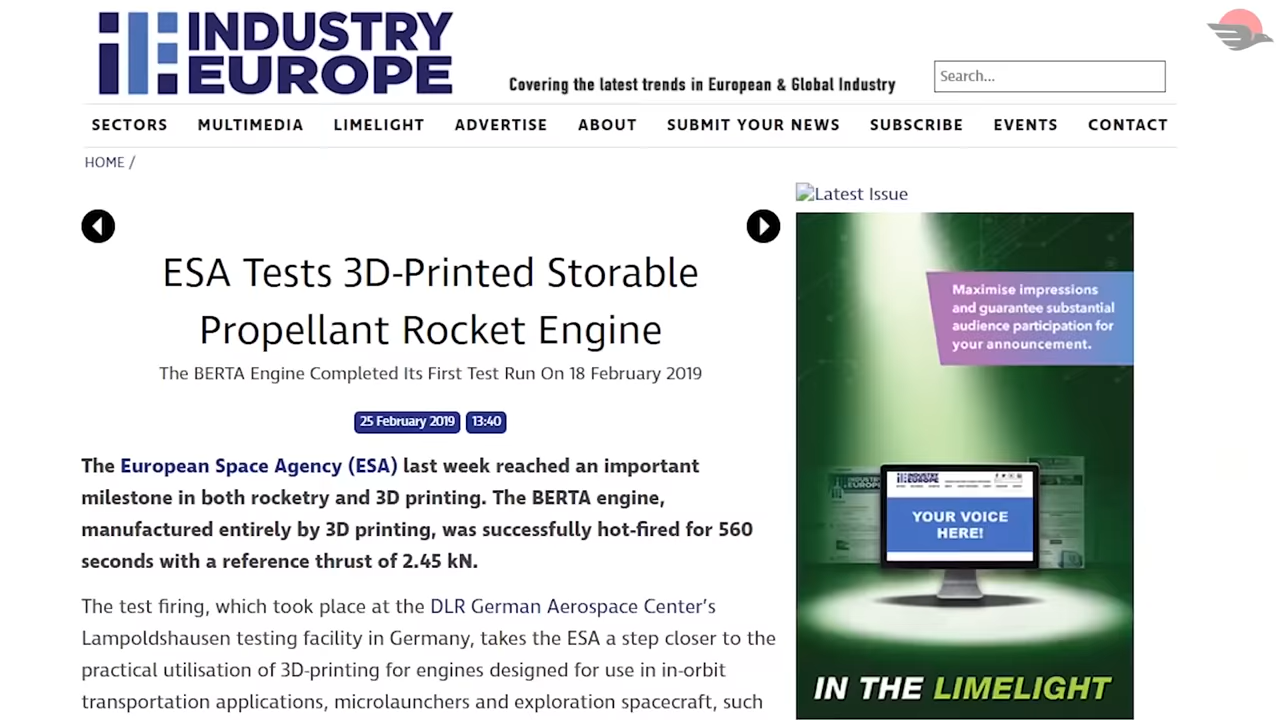 INDUSTRY
EUROPE
Covering the latest trends in European & Global Industry
Search...
SECTORS MULTIMEDIA LIMELIGHT ADVERTISE ABOUT SUBMIT YOUR NEWS SUBSCRIBE EVENTS CONTACT
HOME /
Latest Issue
ESA Tests 3D-Printed Storable
Propellant Rocket Engine
The BERTA Engine Completed Its First Test Run On 18 February 2019
25 February 2019 13:40
The European Space Agency (ESA) last week reached an important
milestone in both rocketry and 3D printing. The BERTA engine,
manufactured entirely by 3D printing, was successfully hot-fired for 560
seconds with a reference thrust of 2.45 kN.
The test firing, which took place at the DLR German Aerospace Center's
Lampoldshausen testing facility in Germany, takes the ESA a step closer to the
practical utilisation of 3D-printing for engines designed for use in in-orbit
transportation applications, microlaunchers and exploration spacecraft, such
Maximise impressions
and guarantee substantial
audience participation for
your announcement.
INDUSTRY
EUROPE
YOUR VOICE
HERE!
IN THE LIMELIGHT